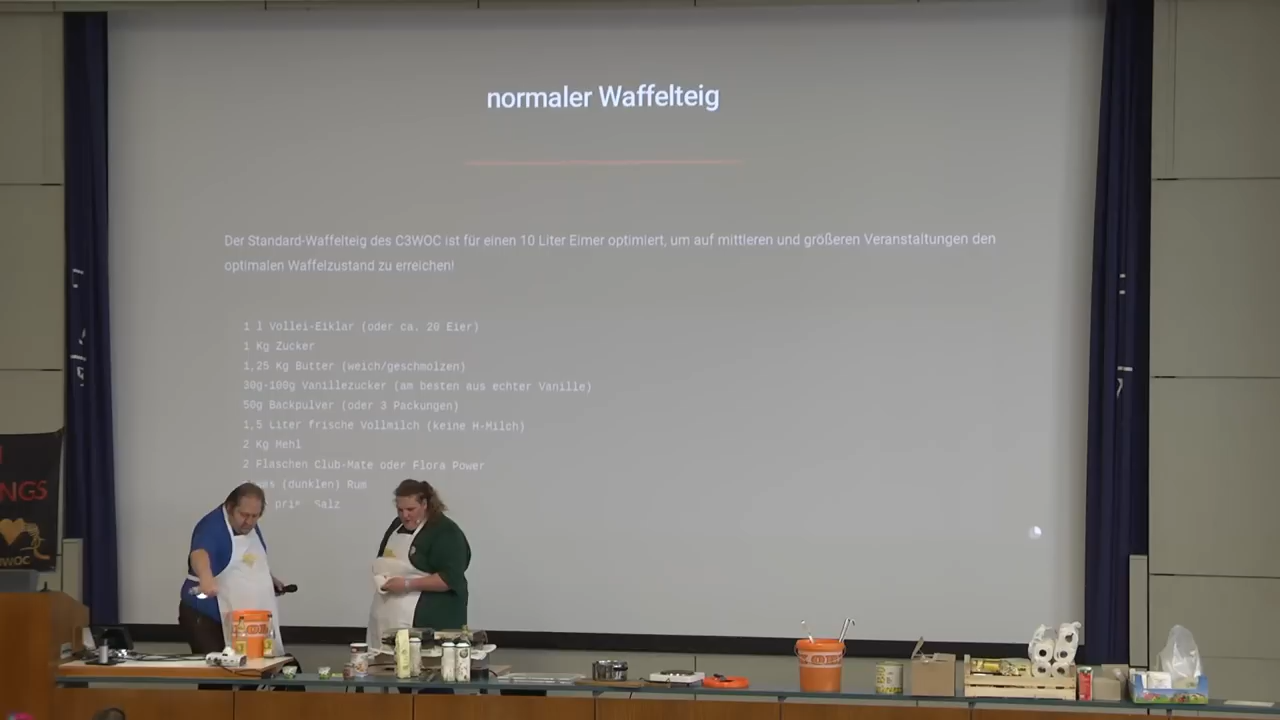 normaler Waffelteig
Der Standard-Waffelteig des C3WOC ist für einen 10 Liter Eimer optimiert, um auf mittleren und größeren Veranstaltungen den
optimalen Waffelzustand zu erreichen!
1 l Vollei-Eiklar (oder ca. 20 Eier)
1 Kg Zucker
1,25 Kg Butter (weich/geschmolzen)
30g-100g Vanillezucker (am besten aus echter Vanille)
50g Backpulver (oder 3 Packungen)
1,5 Liter frische Vollmilch (keine H-Milch)
2 Kg Mehl
2 Flaschen Club-Mate oder Flora Power
(dunklen) Rum
Salz
NGS
WOC